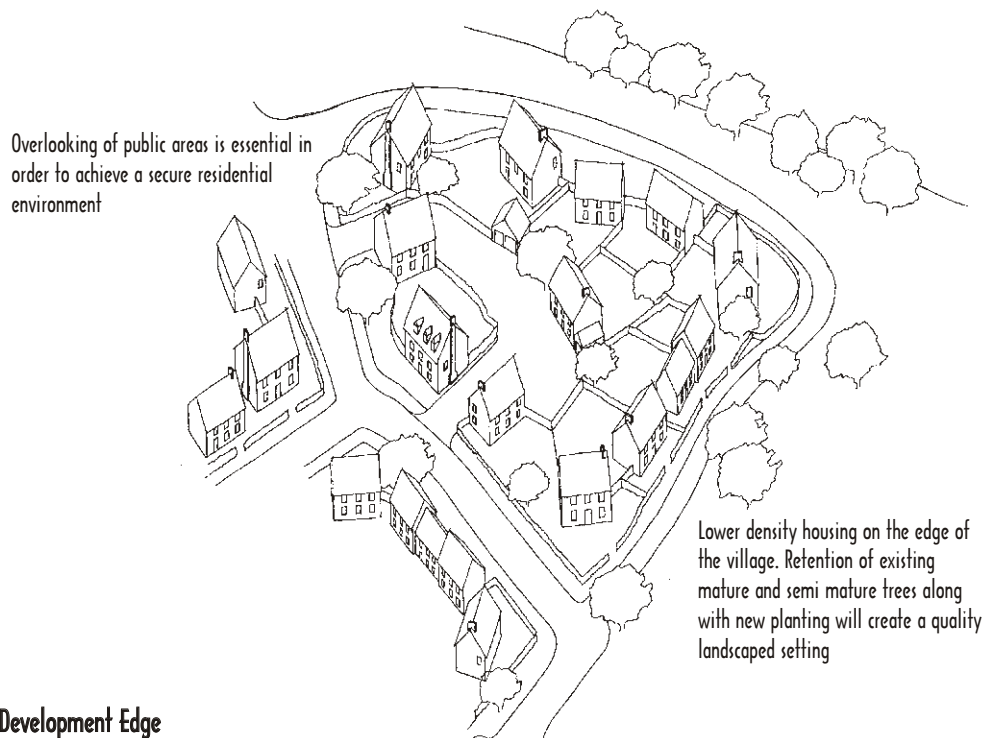 Overlooking of public areas is essential in
order to achieve a secure residential
environment
Lower density housing on the edge of
the village. Retention of existing
mature and semi mature trees along
with new planting will create a quality
landscaped setting
Development Edge